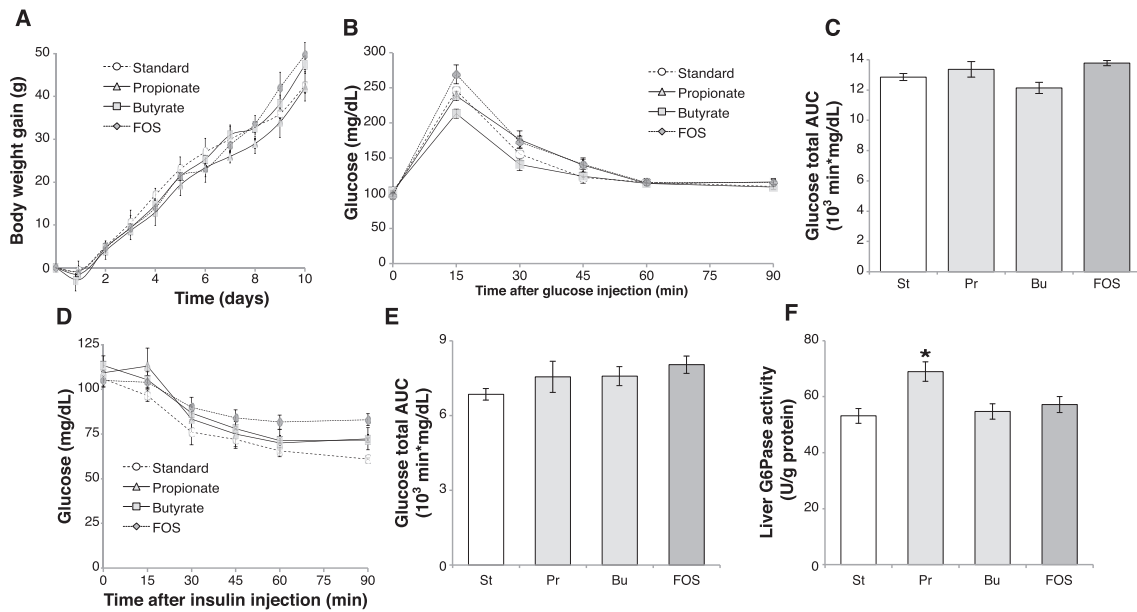 A
Body weight gain (g)
50
40
30
20
10
0
2
4
6
8
10
Time (days)
Standard
Propionate
Butyrate
FOS
B
Glucose (mg/dL)
300
250
200
150
100
50
0
0
15
30
45
60
75
90
Time after glucose injection (min)
Standard
Propionate
Butyrate
FOS
C
Glucose total AUC
(10³ min*mg/dL)
14
12
10
8
6
4
2
0
St
Pr
Bu
FOS
D
Glucose (mg/dL)
125
100
75
50
25
0
0
15
30
45
60
90
Time after insulin injection (min)
Standard
Propionate
Butyrate
FOS
E
Glucose total AUC
(10³ min*mg/dL)
9
6
3
0
St
Pr
Bu
FOS
F
Liver G6Pase activity
(U/g protein)
80
60
40
20
0
*
St
Pr
Bu
FOS